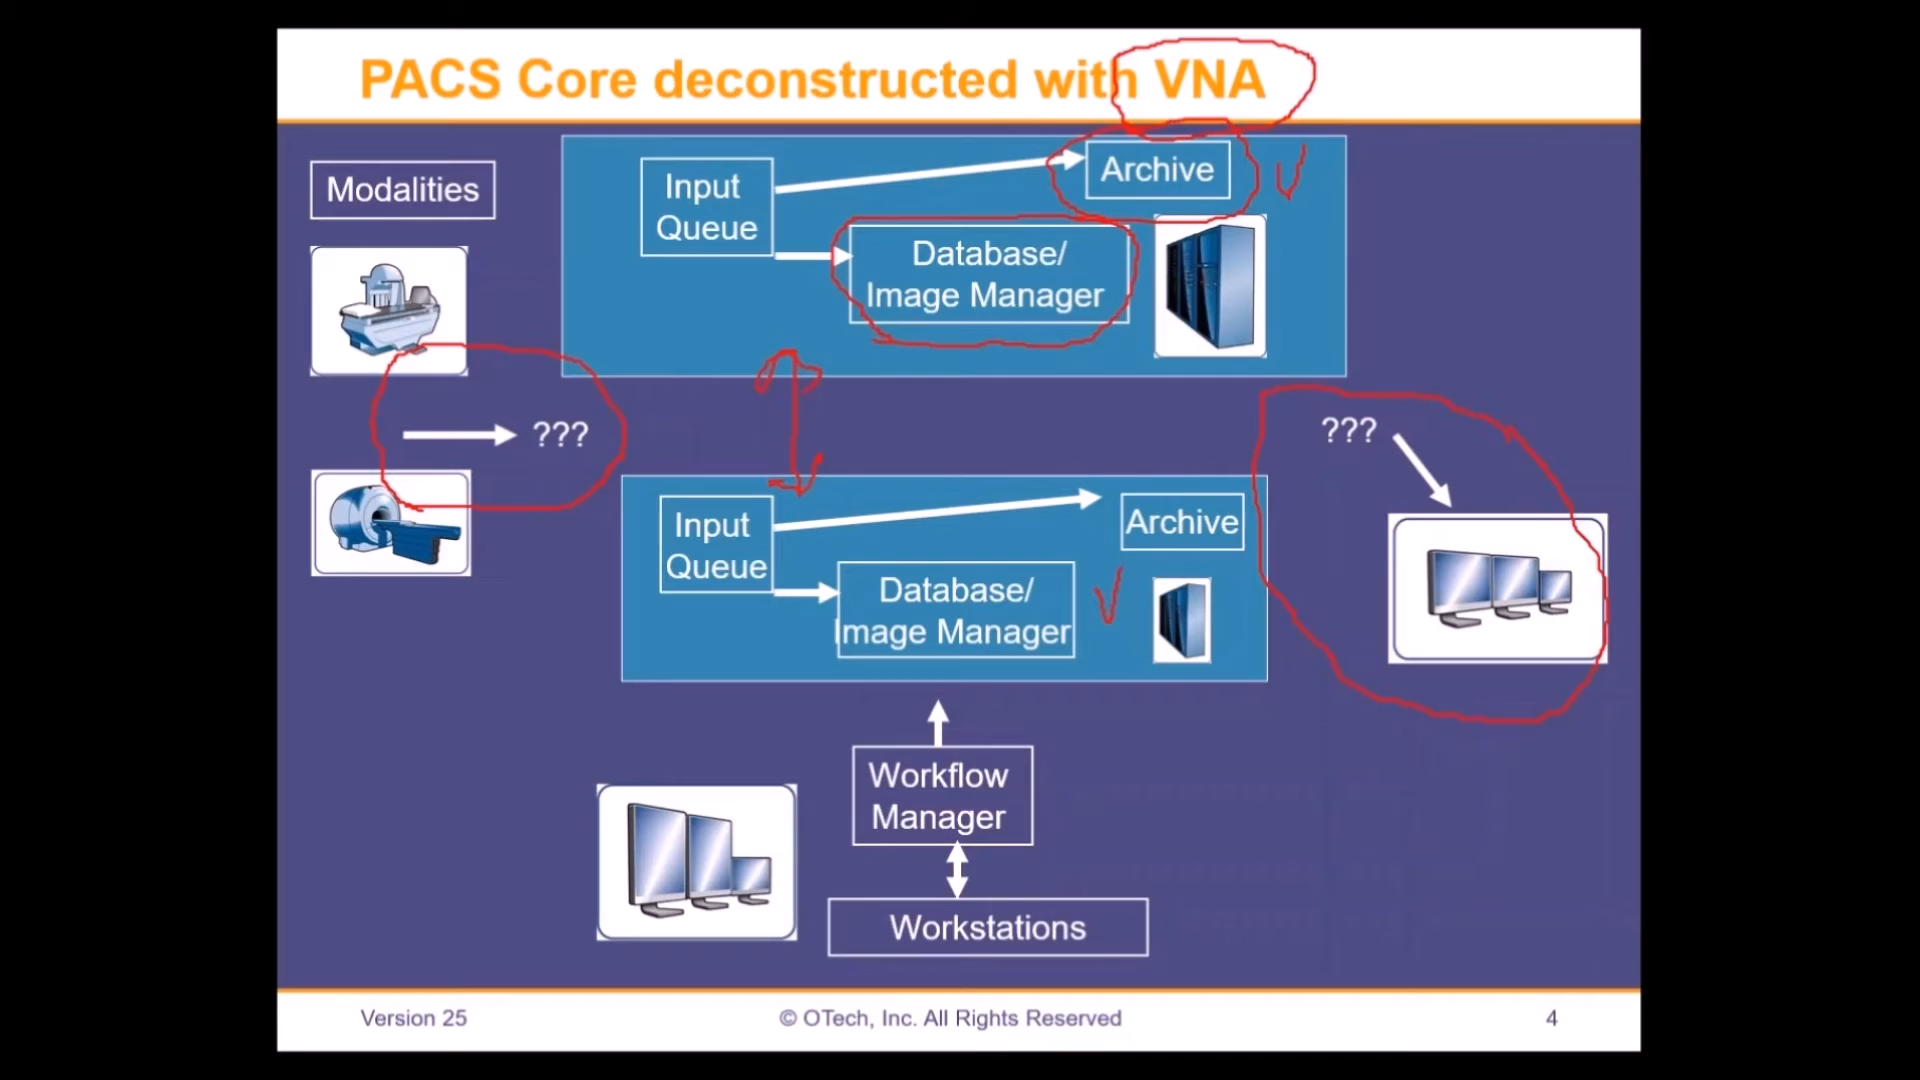 PACS Core deconstructed with VNA
Modalities
Input
Queue
Archive
Database/
Image Manager
???
???
Input
Queue
Archive
Database/
Image Manager
Workflow
Manager
Workstations
Version 25
© OTech, Inc. All Rights Reserved
4